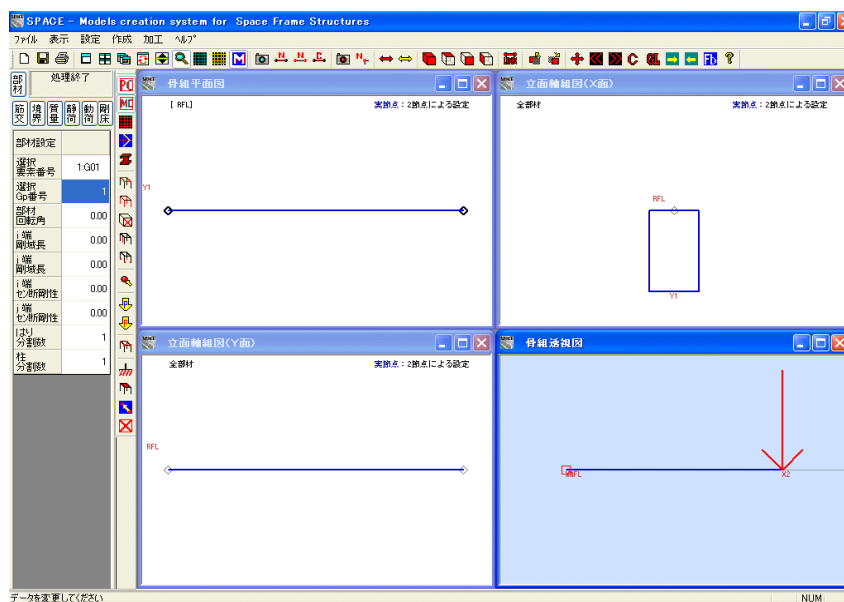 SPACE - Models creation system for Space Frame Structures
ファイル 表示 設定 作成 加工 ヘルプ
部材
処理終了
筋交 境界 質量 静荷 動荷 剛床
部材設定
選択要素番号 1:G01
選択Gp番号 1
部材回転角 0.00
i端剛域長 0.00
j端剛域長 0.00
i端セン断剛性 0.00
j端セン断剛性 0.00
はり分割数 1
柱分割数 1
骨組平面図
[ RFL]
実節点：2節点による設定
Y1
立面軸組図(X面)
全部材
実節点：2節点による設定
RFL
Y1
立面軸組図(Y面)
全部材
実節点：2節点による設定
RFL
骨組透視図
RFL
X2
データを変更してください
NUM